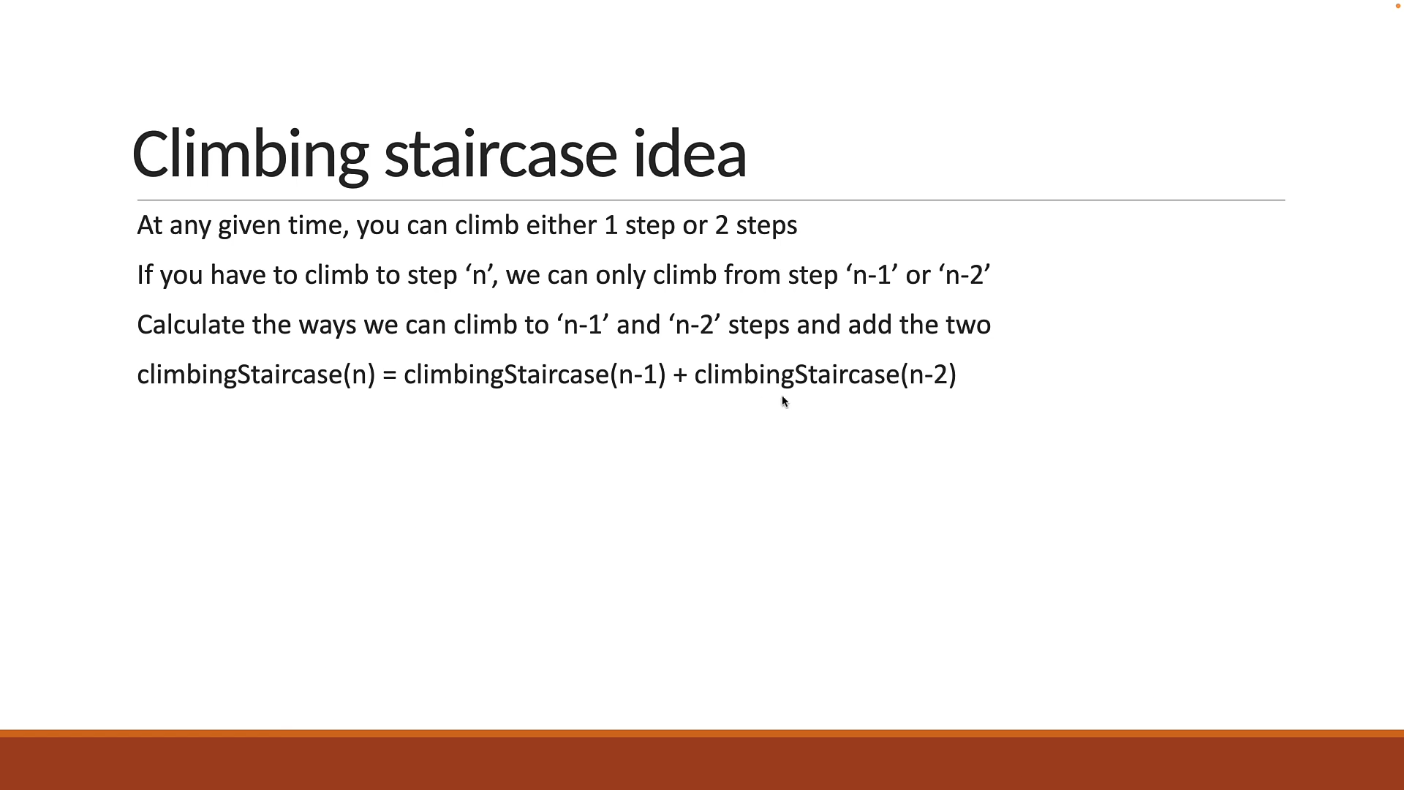 Climbing staircase idea
At any given time, you can climb either 1 step or 2 steps
If you have to climb to step ‘n’, we can only climb from step ‘n-1’ or ‘n-2’
Calculate the ways we can climb to ‘n-1’ and ‘n-2’ steps and add the two
climbingStaircase(n) = climbingStaircase(n-1) + climbingStaircase(n-2)